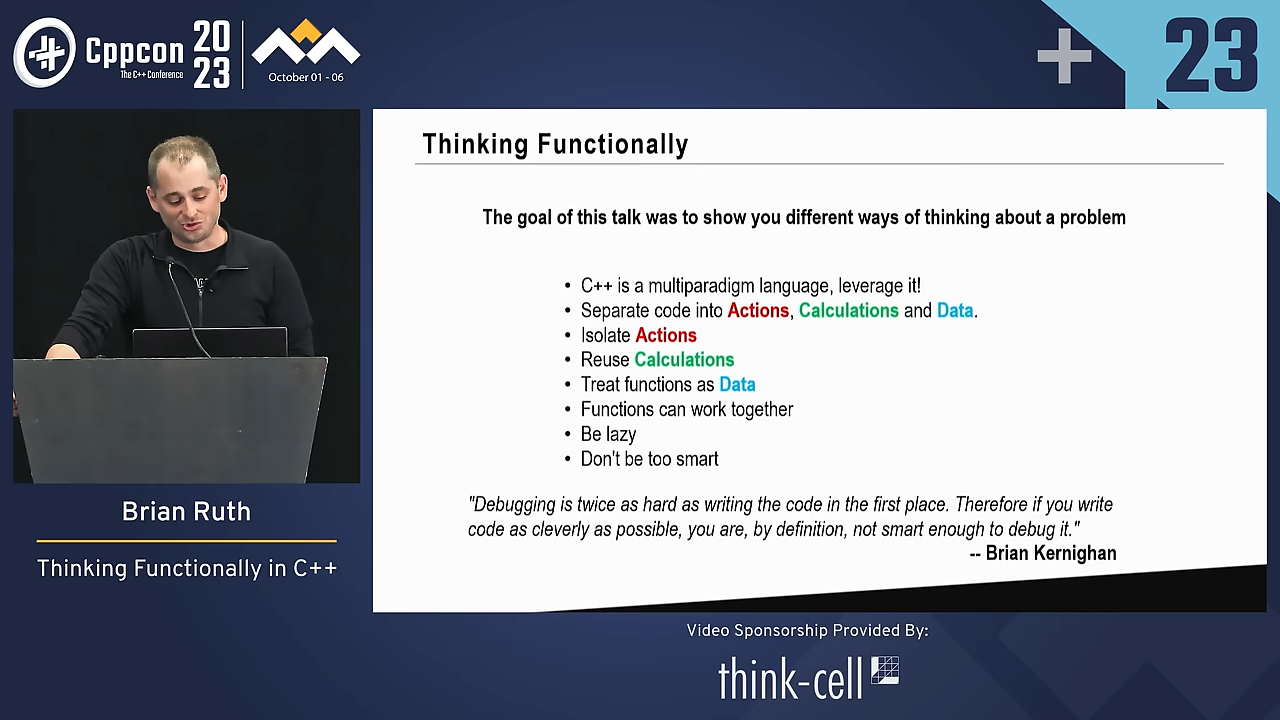 Cppcon
The C++ Conference
20
23
October 01 - 06
23
Thinking Functionally
The goal of this talk was to show you different ways of thinking about a problem
• C++ is a multiparadigm language, leverage it!
• Separate code into Actions, Calculations and Data.
• Isolate Actions
• Reuse Calculations
• Treat functions as Data
• Functions can work together
• Be lazy
• Don't be too smart
"Debugging is twice as hard as writing the code in the first place. Therefore if you write
code as cleverly as possible, you are, by definition, not smart enough to debug it."
-- Brian Kernighan
Brian Ruth
Thinking Functionally in C++
Video Sponsorship Provided By:
think-cell